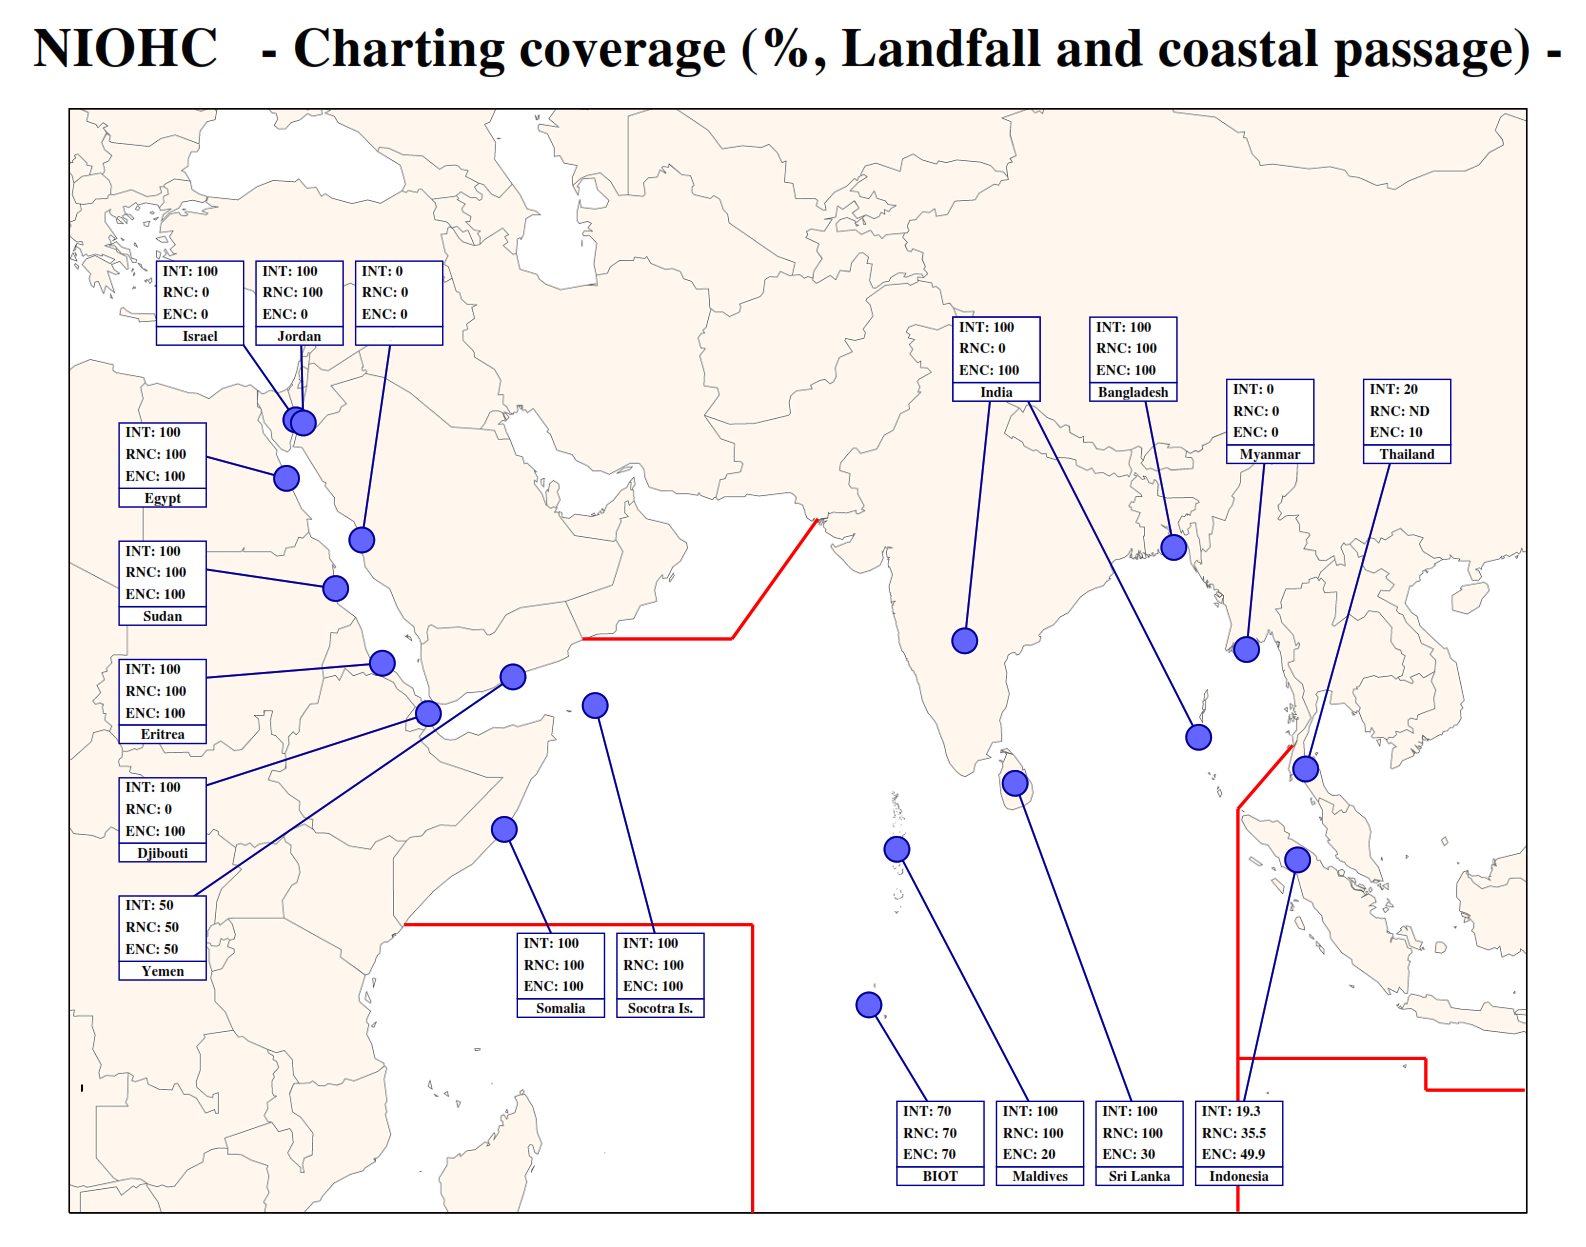 NIOHC - Charting coverage (%, Landfall and coastal passage) -
INT: 100
RNC: 0
ENC: 0
Israel
INT: 100
RNC: 100
ENC: 0
Jordan
INT: 0
RNC: 0
ENC: 0
INT: 100
RNC: 0
ENC: 100
India
INT: 100
RNC: 100
ENC: 100
Bangladesh
INT: 0
RNC: 0
ENC: 0
Myanmar
INT: 20
RNC: ND
ENC: 10
Thailand
INT: 100
RNC: 100
ENC: 100
Egypt
INT: 100
RNC: 100
ENC: 100
Sudan
INT: 100
RNC: 100
ENC: 100
Eritrea
INT: 100
RNC: 0
ENC: 100
Djibouti
INT: 50
RNC: 50
ENC: 50
Yemen
INT: 100
RNC: 100
ENC: 100
Somalia
INT: 100
RNC: 100
ENC: 100
Socotra Is.
INT: 70
RNC: 70
ENC: 70
BIOT
INT: 100
RNC: 100
ENC: 20
Maldives
INT: 100
RNC: 100
ENC: 30
Sri Lanka
INT: 19.3
RNC: 35.5
ENC: 49.9
Indonesia